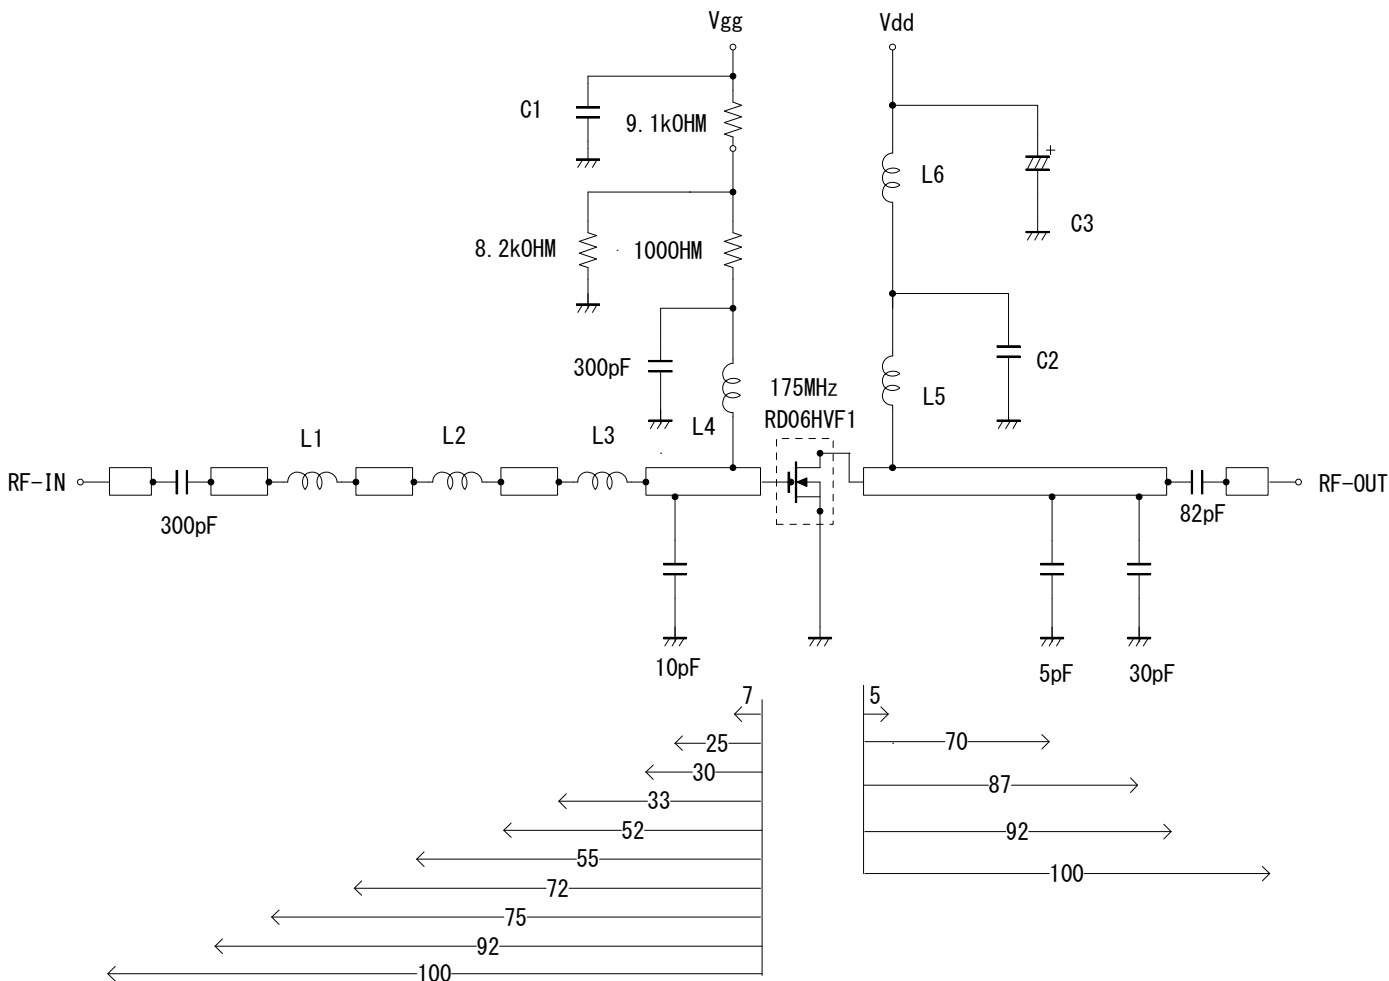 Vgg
Vdd
C1
9.1kOHM
L6
C3
8.2kOHM
100OHM
300pF
C2
175MHz
RD06HVF1
L5
L4
L1
L2
L3
RF-IN
RF-OUT
300pF
82pF
10pF
5pF
30pF
7
5
25
70
30
87
33
52
92
55
100
72
75
92
100